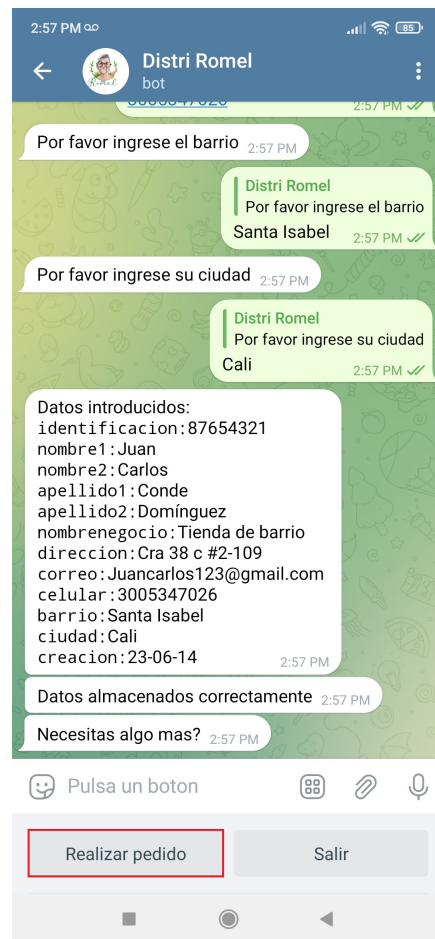 2:57 PM
85
Distri Romel
bot
2:57 PM
Por favor ingrese el barrio 2:57 PM
Distri Romel
Por favor ingrese el barrio
Santa Isabel 2:57 PM
Por favor ingrese su ciudad 2:57 PM
Distri Romel
Por favor ingrese su ciudad
Cali
2:57 PM
Datos introducidos:
identificacion:87654321
nombre1:Juan
nombre2:Carlos
apellido1:Conde
apellido2:Domínguez
nombrenegocio:Tienda de barrio
direccion:Cra 38 c #2-109
correo:Juancarlos123@gmail.com
celular:3005347026
barrio:Santa Isabel
ciudad:Cali
creacion:23-06-14 2:57 PM
Datos almacenados correctamente 2:57 PM
Necesitas algo mas? 2:57 PM
Pulsa un boton
Realizar pedido Salir